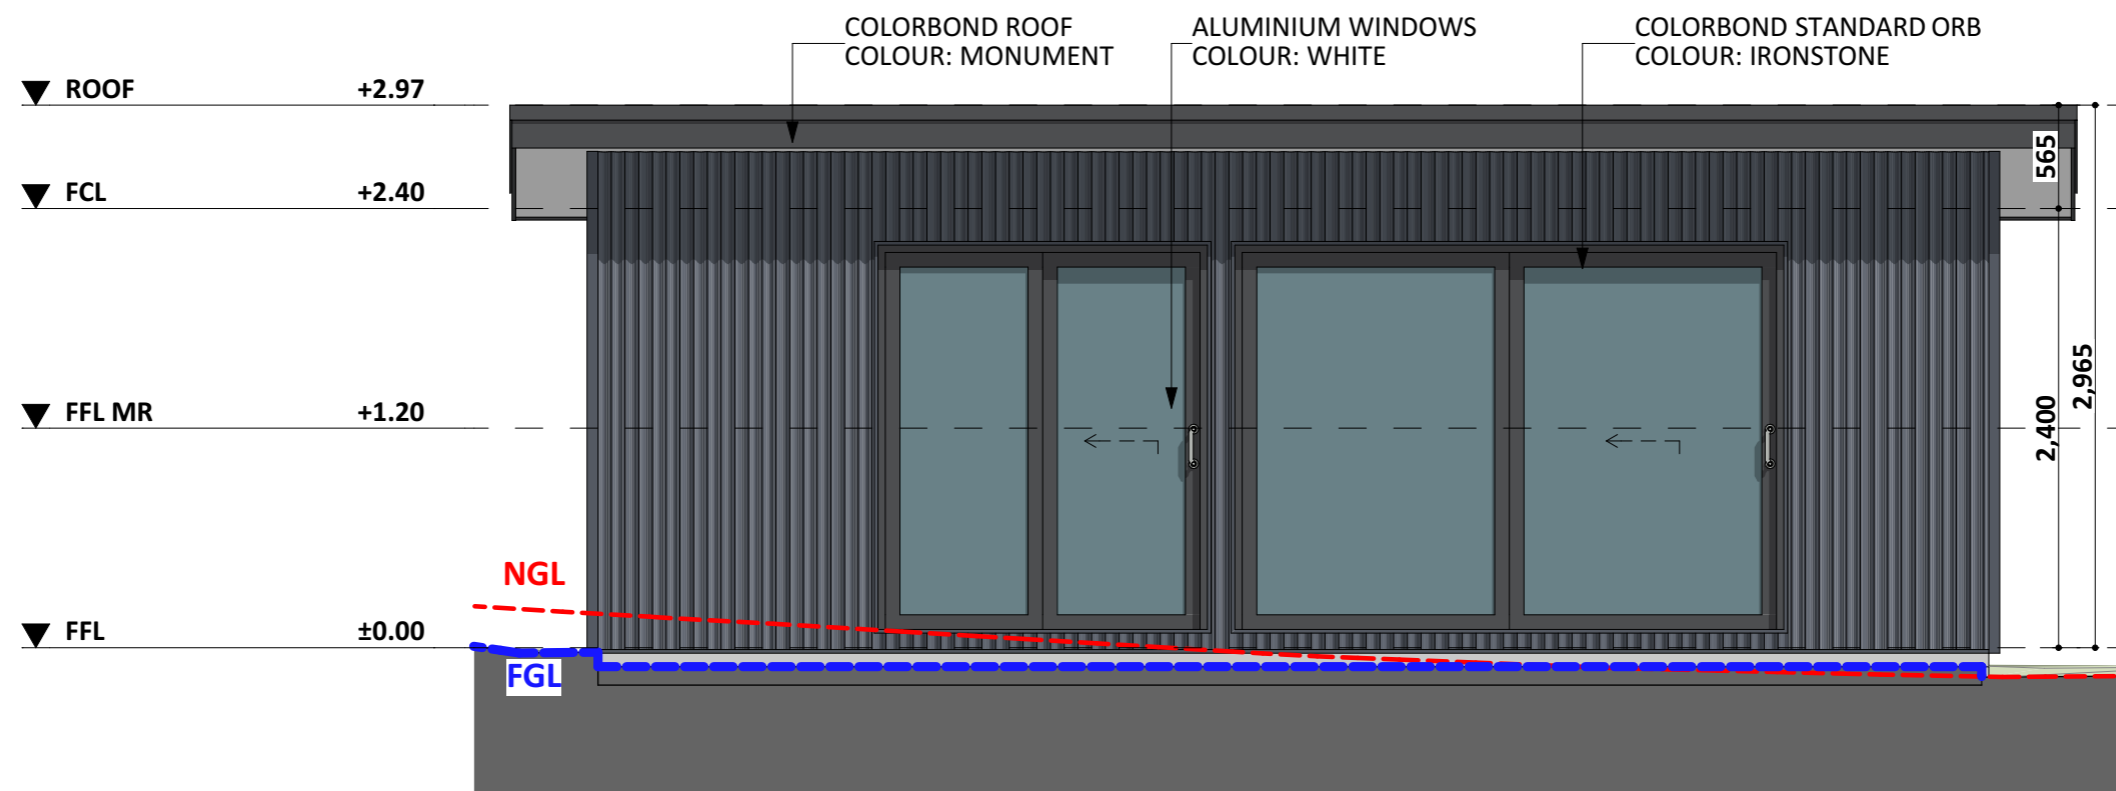 COLORBOND ROOF
COLOUR: MONUMENT
ALUMINIUM WINDOWS
COLOUR: WHITE
COLORBOND STANDARD ORB
COLOUR: IRONSTONE
ROOF +2.97
FCL +2.40
FFL MR +1.20
FFL ±0.00
NGL
FGL
565
2,400
2,965